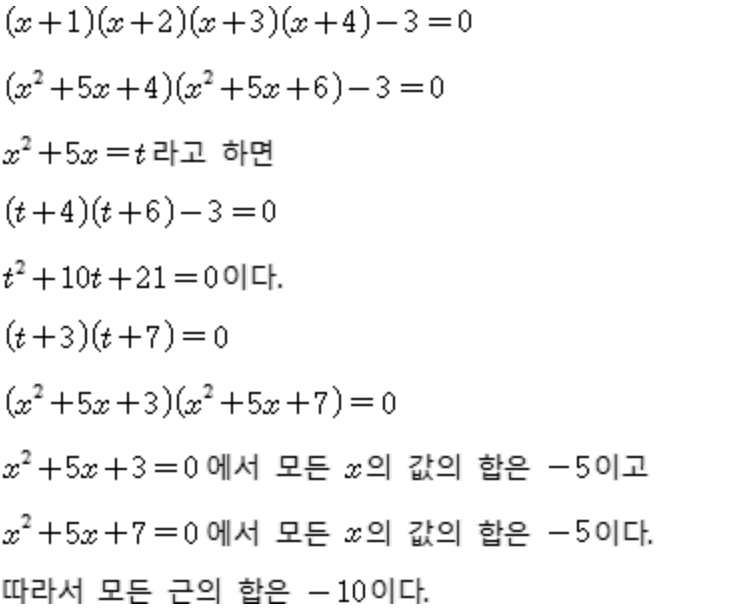 (x+1)(x+2)(x+3)(x+4)−3=0
(x²+5x+4)(x²+5x+6)−3=0
x²+5x=t라고 하면
(t+4)(t+6)−3=0
t²+10t+21=0이다.
(t+3)(t+7)=0
(x²+5x+3)(x²+5x+7)=0
x²+5x+3=0에서 모든 x의 값의 합은 −5이고
x²+5x+7=0에서 모든 x의 값의 합은 −5이다.
따라서 모든 근의 합은 −10이다.